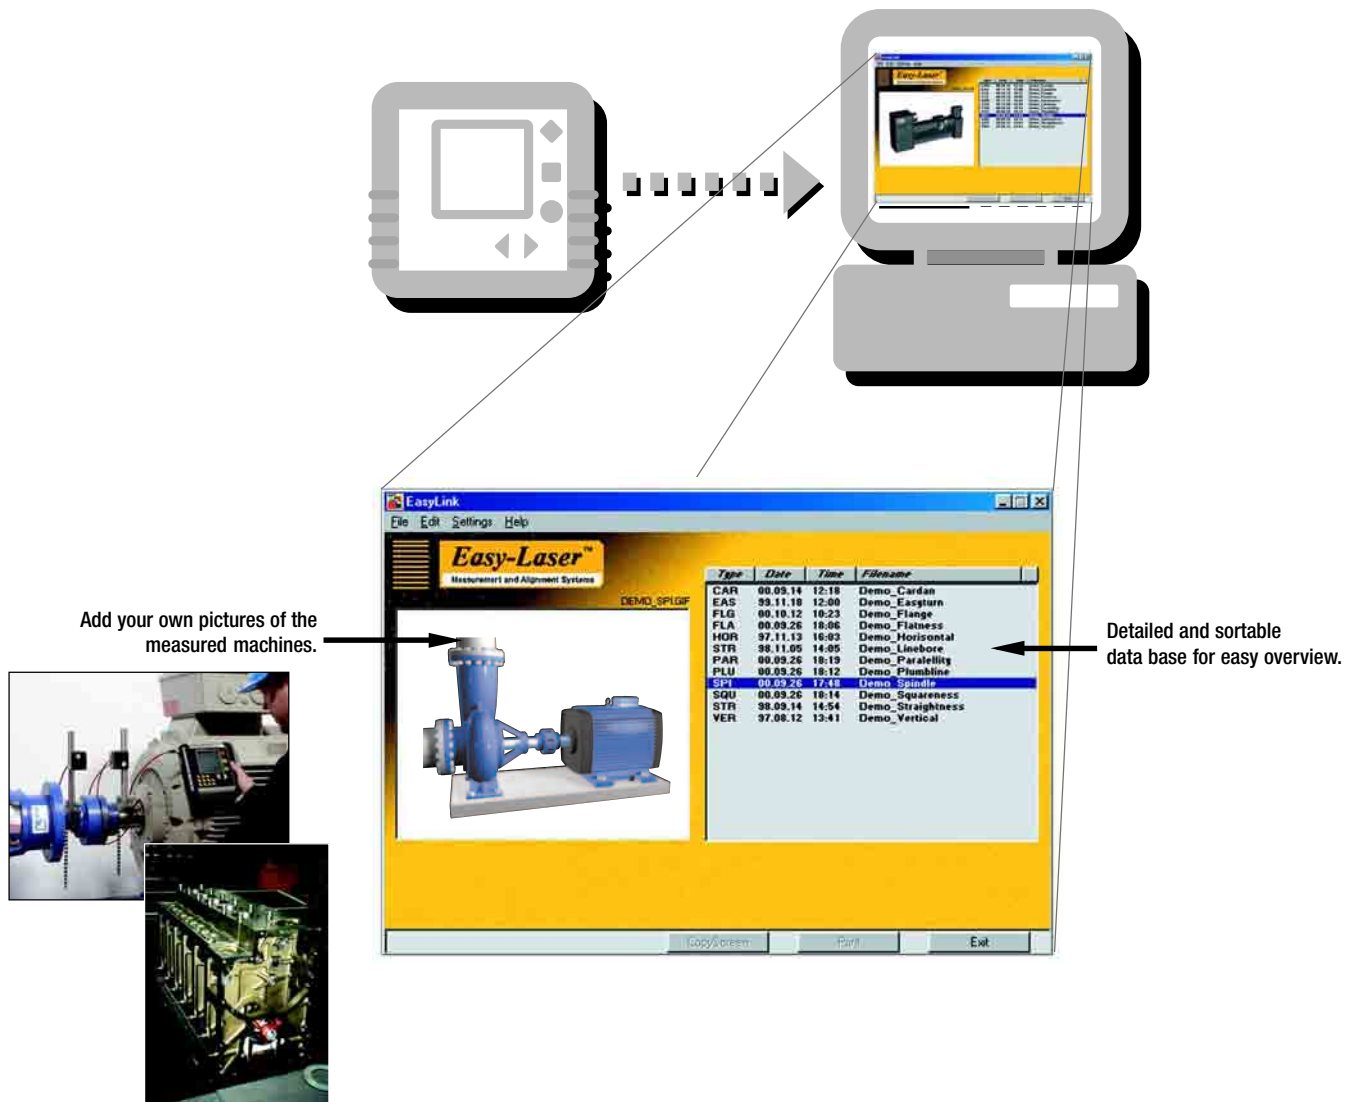 EasyLink
File Edit Settings Help
Easy-Laser™
Measurement and Alignment Systems
DEMO_SPI.GIF
Type Date Time Filename
CAR 00.09.14 12:18 Demo_Cardan
EAS 99.11.18 12:00 Demo_Easyturn
FLG 00.10.12 10:23 Demo_Flange
FLA 00.09.26 18:06 Demo_Flatness
HOR 97.11.13 16:03 Demo_Horisontal
STR 98.11.05 14:05 Demo_Linebore
PAR 00.09.26 18:19 Demo_Paralellity
PLU 00.09.26 18:12 Demo_Plumbline
SPI 00.09.26 17:48 Demo_Spindle
SQU 00.09.26 18:14 Demo_Squareness
STR 98.09.14 14:54 Demo_Straightness
VER 97.08.12 13:41 Demo_Vertical
Add your own pictures of the
measured machines.
Detailed and sortable
data base for easy overview.
CopyScreen Print Exit